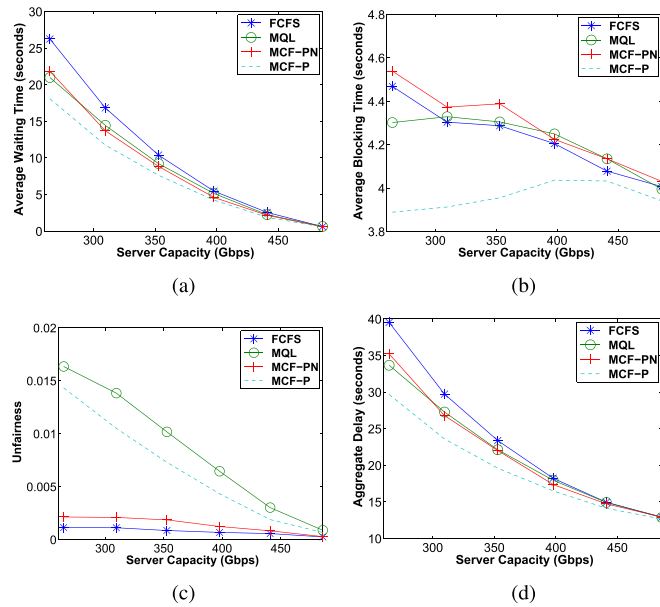 30
25
20
15
10
5
0
300 350 400 450
Average Waiting Time (seconds)
Server Capacity (Gbps)
FCFS
MQL
MCF-PN
MCF-P
(a)
4.8
4.6
4.4
4.2
4
3.8
300 350 400 450
Average Blocking Time (seconds)
Server Capacity (Gbps)
FCFS
MQL
MCF-PN
MCF-P
(b)
0.02
0.015
0.01
0.005
0
300 350 400 450
Unfairness
Server Capacity (Gbps)
FCFS
MQL
MCF-PN
MCF-P
(c)
40
35
30
25
20
15
10
300 350 400 450
Aggregate Delay (seconds)
Server Capacity (Gbps)
FCFS
MQL
MCF-PN
MCF-P
(d)